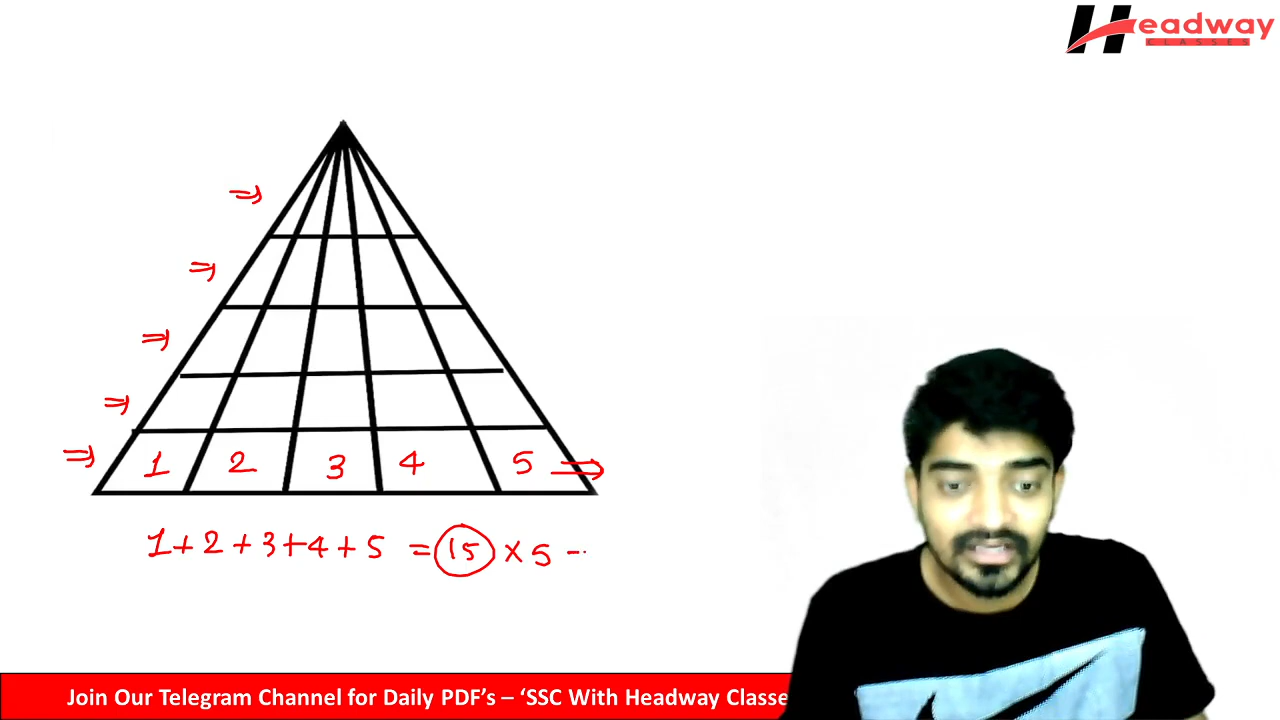 Headway
CLASSES
⇒
⇒
⇒
⇒
⇒ 1 2 3 4 5 ⇒
1+2+3+4+5 = 15 × 5 -
Join Our Telegram Channel for Daily PDF's – 'SSC With Headway Classe